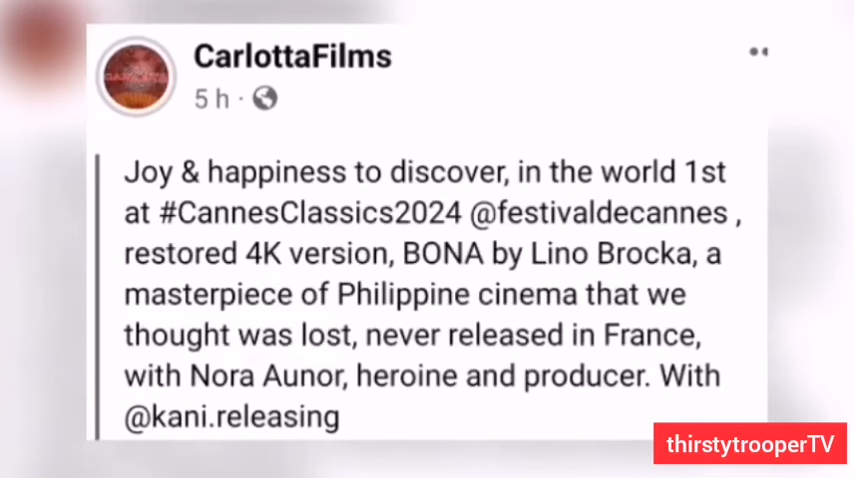 CarlottaFilms
5 h ·
Joy & happiness to discover, in the world 1st
at #CannesClassics2024 @festivaldecannes ,
restored 4K version, BONA by Lino Brocka, a
masterpiece of Philippine cinema that we
thought was lost, never released in France,
with Nora Aunor, heroine and producer. With
@kani.releasing
thirstytrooperTV